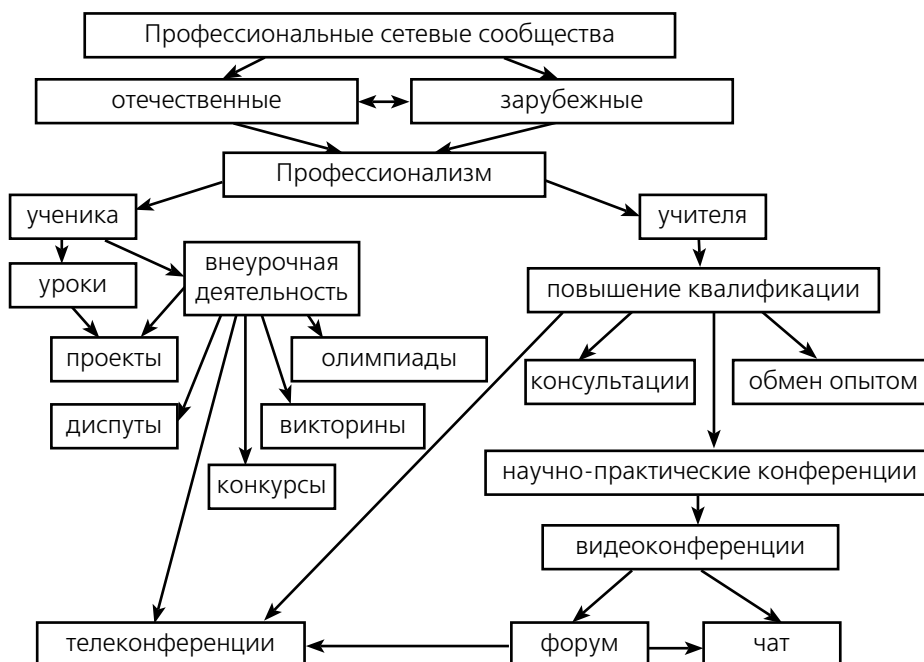 Профессиональные сетевые сообщества
отечественные
зарубежные
Профессионализм
ученика
учителя
уроки
внеурочная
деятельность
повышение квалификации
проекты
олимпиады
консультации
обмен опытом
диспуты
викторины
конкурсы
научно-практические конференции
видеоконференции
телеконференции
форум
чат